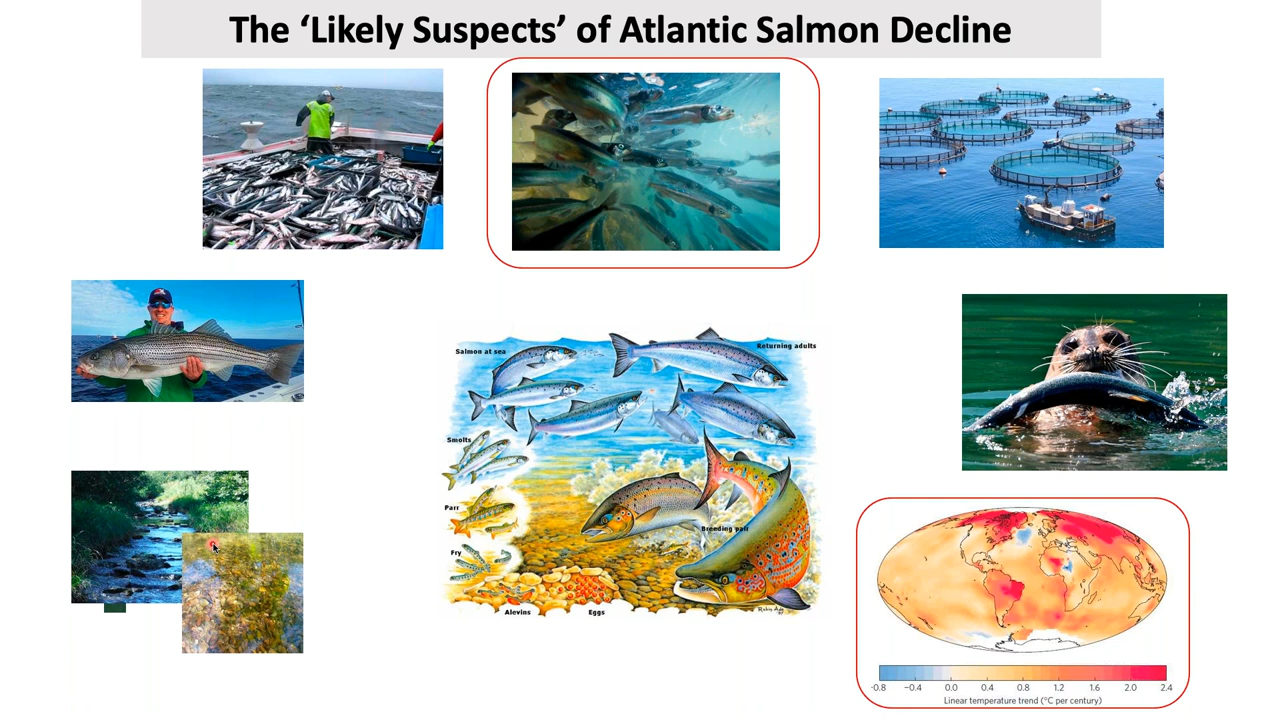 The ‘Likely Suspects’ of Atlantic Salmon Decline
Salmon at sea
Returning adults
Smolts
Parr
Breeding pair
Fry
Alevins
Eggs
Robin Ade
-0.8 −0.4 0.0 0.4 0.8 1.2 1.6 2.0 2.4
Linear temperature trend (°C per century)